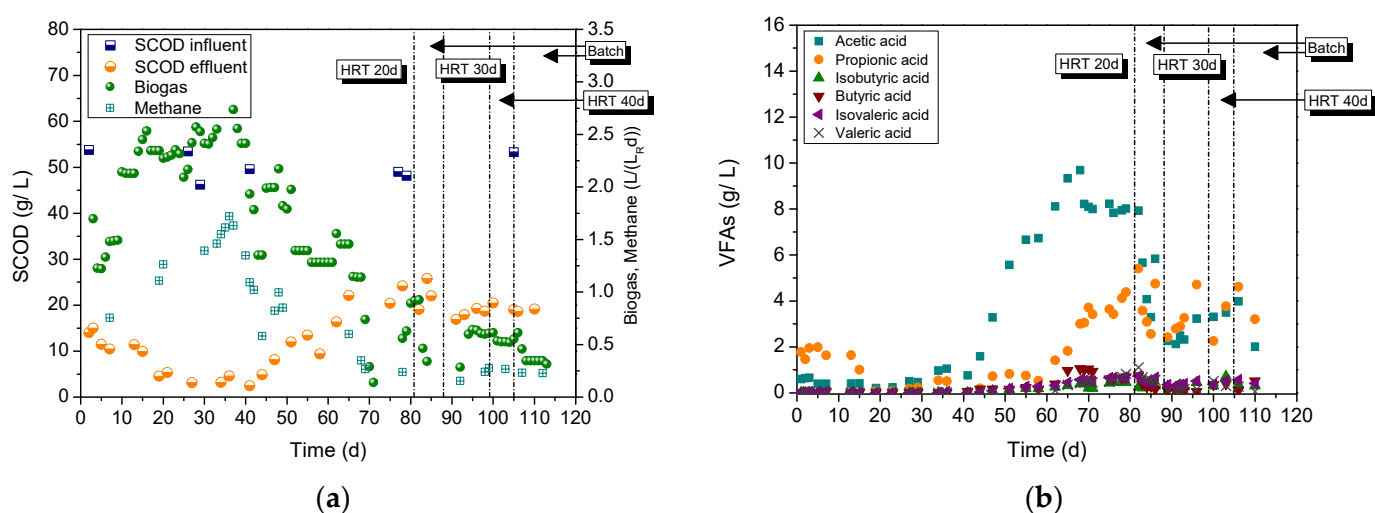 80
70
60
50
40
30
20
10
0
SCOD (g/ L)
SCOD influent
SCOD effluent
Biogas
Methane
HRT 20d
HRT 30d
Batch
HRT 40d
3.5
3.0
2.5
2.0
1.5
1.0
0.5
0.0
Biogas, Methane (L/(L_R d))
0 10 20 30 40 50 60 70 80 90 100 110 120
Time (d)
(a)
16
14
12
10
8
6
4
2
0
VFAs (g/ L)
Acetic acid
Propionic acid
Isobutyric acid
Butyric acid
Isovaleric acid
Valeric acid
HRT 20d
HRT 30d
Batch
HRT 40d
0 10 20 30 40 50 60 70 80 90 100 110 120
Time (d)
(b)